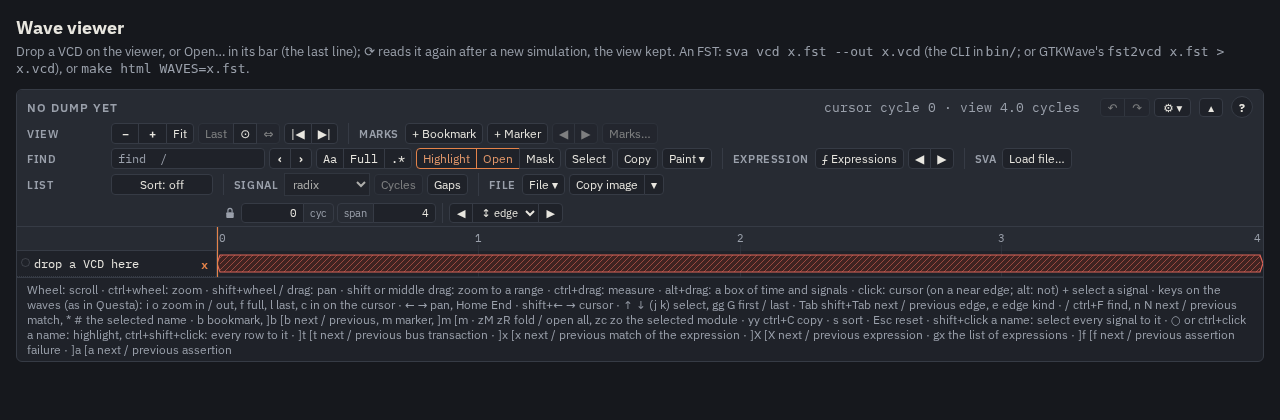 Wave viewer
Drop a VCD on the viewer, or Open... in its bar (the last line); ⟳ reads it again after a new simulation, the view kept. An FST: sva vcd x.fst --out x.vcd (the CLI in bin/; or GTKWave's fst2vcd x.fst >
x.vcd), or make html WAVES=x.fst.
NO DUMP YET cursor cycle 0 · view 4.0 cycles ↶ ↷ ⚙ ▾ ▴ ?
VIEW − + Fit Last ⊙ ⇔ |◀ ▶| MARKS + Bookmark + Marker ◀ ▶ Marks...
FIND find / ‹ › Aa Full .* Highlight Open Mask Select Copy Paint ▾ EXPRESSION ⨍ Expressions ◀ ▶ SVA Load file...
LIST Sort: off SIGNAL radix Cycles Gaps FILE File ▾ Copy image ▾
0 cyc span 4 ◀ ↕ edge ▶
0 1 2 3 4
drop a VCD here x
Wheel: scroll · ctrl+wheel: zoom · shift+wheel / drag: pan · shift or middle drag: zoom to a range · ctrl+drag: measure · alt+drag: a box of time and signals · click: cursor (on a near edge; alt: not) + select a signal · keys on the
waves (as in Questa): i o zoom in / out, f full, l last, c in on the cursor · ← → pan, Home End · shift+← → cursor · ↑ ↓ (j k) select, gg G first / last · Tab shift+Tab next / previous edge, e edge kind · / ctrl+F find, n N next / previous
match, * # the selected name · b bookmark, ]b [b next / previous, m marker, ]m [m · zM zR fold / open all, zc zo the selected module · yy ctrl+C copy · s sort · Esc reset · shift+click a name: select every signal to it · ○ or ctrl+click
a name: highlight, ctrl+shift+click: every row to it · ]t [t next / previous bus transaction · ]x [x next / previous match of the expression · ]X [X next / previous expression · gx the list of expressions · ]f [f next / previous assertion
failure · ]a [a next / previous assertion